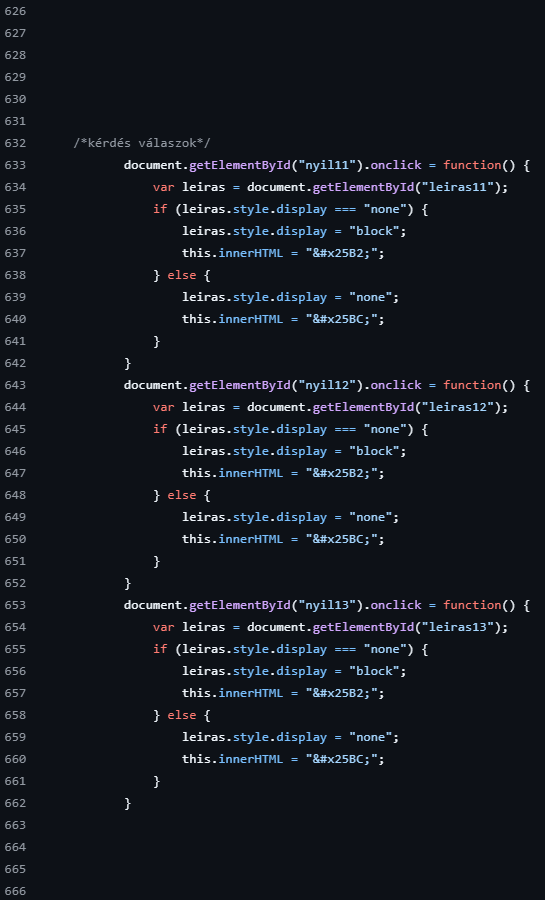 626
627
628
629
630
631
632 /*kérdés válaszok*/
633 document.getElementById("nyil11").onclick = function() {
634 var leiras = document.getElementById("leiras11");
635 if (leiras.style.display === "none") {
636 leiras.style.display = "block";
637 this.innerHTML = "&#x25B2;";
638 } else {
639 leiras.style.display = "none";
640 this.innerHTML = "&#x25BC;";
641 }
642 }
643 document.getElementById("nyil12").onclick = function() {
644 var leiras = document.getElementById("leiras12");
645 if (leiras.style.display === "none") {
646 leiras.style.display = "block";
647 this.innerHTML = "&#x25B2;";
648 } else {
649 leiras.style.display = "none";
650 this.innerHTML = "&#x25BC;";
651 }
652 }
653 document.getElementById("nyil13").onclick = function() {
654 var leiras = document.getElementById("leiras13");
655 if (leiras.style.display === "none") {
656 leiras.style.display = "block";
657 this.innerHTML = "&#x25B2;";
658 } else {
659 leiras.style.display = "none";
660 this.innerHTML = "&#x25BC;";
661 }
662 }
663
664
665
666